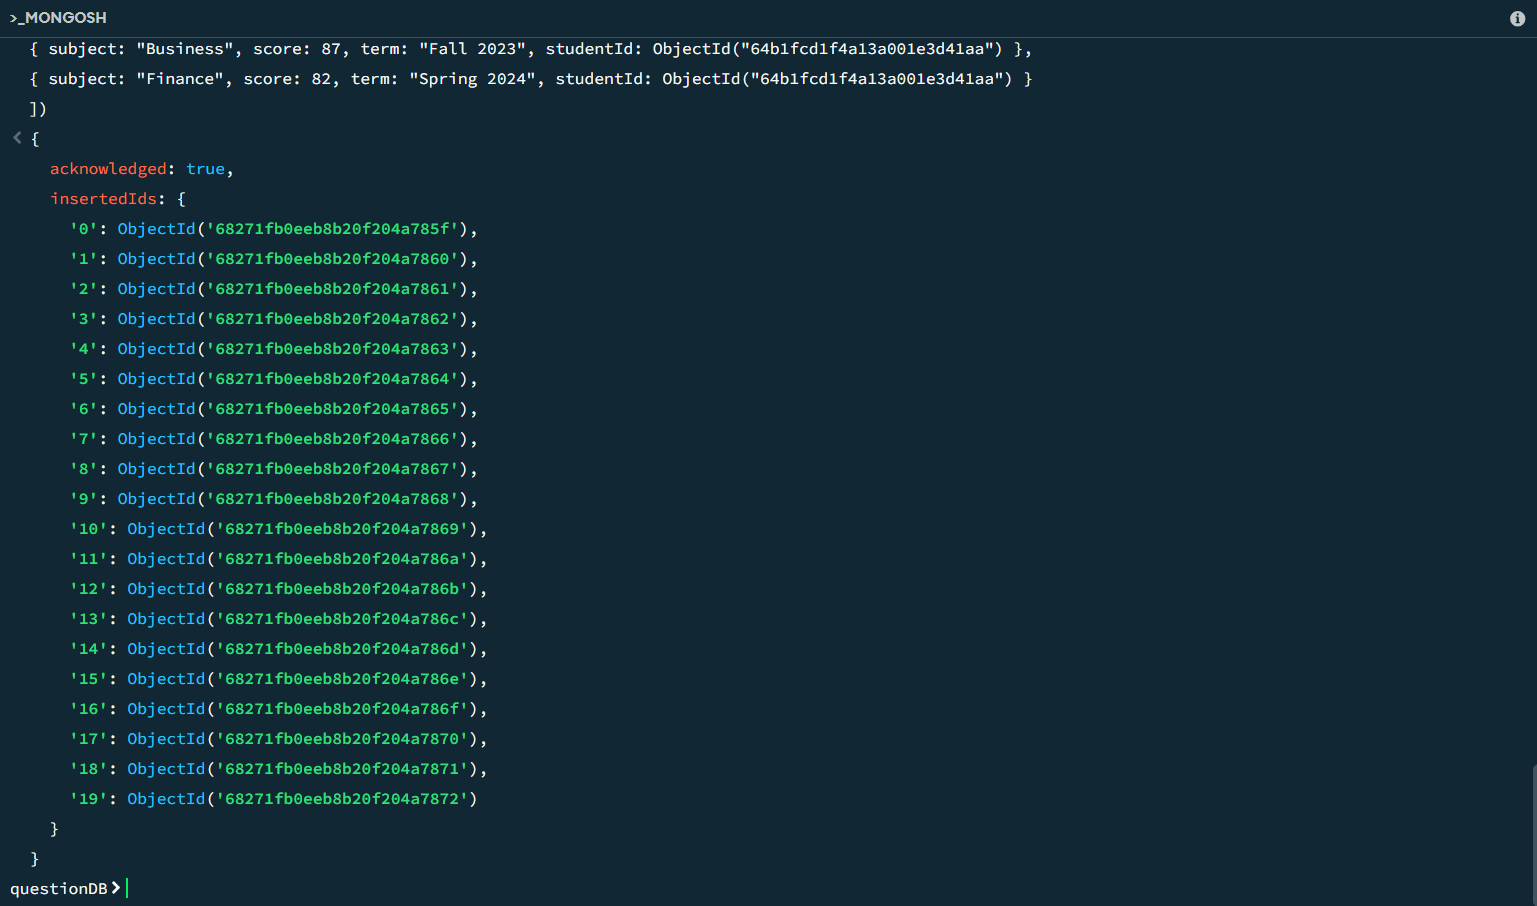 >_MONGOSH
{ subject: "Business", score: 87, term: "Fall 2023", studentId: ObjectId("64b1fcd1f4a13a001e3d41aa") },
{ subject: "Finance", score: 82, term: "Spring 2024", studentId: ObjectId("64b1fcd1f4a13a001e3d41aa") }
])
{
acknowledged: true,
insertedIds: {
'0': ObjectId('68271fb0eeb8b20f204a785f'),
'1': ObjectId('68271fb0eeb8b20f204a7860'),
'2': ObjectId('68271fb0eeb8b20f204a7861'),
'3': ObjectId('68271fb0eeb8b20f204a7862'),
'4': ObjectId('68271fb0eeb8b20f204a7863'),
'5': ObjectId('68271fb0eeb8b20f204a7864'),
'6': ObjectId('68271fb0eeb8b20f204a7865'),
'7': ObjectId('68271fb0eeb8b20f204a7866'),
'8': ObjectId('68271fb0eeb8b20f204a7867'),
'9': ObjectId('68271fb0eeb8b20f204a7868'),
'10': ObjectId('68271fb0eeb8b20f204a7869'),
'11': ObjectId('68271fb0eeb8b20f204a786a'),
'12': ObjectId('68271fb0eeb8b20f204a786b'),
'13': ObjectId('68271fb0eeb8b20f204a786c'),
'14': ObjectId('68271fb0eeb8b20f204a786d'),
'15': ObjectId('68271fb0eeb8b20f204a786e'),
'16': ObjectId('68271fb0eeb8b20f204a786f'),
'17': ObjectId('68271fb0eeb8b20f204a7870'),
'18': ObjectId('68271fb0eeb8b20f204a7871'),
'19': ObjectId('68271fb0eeb8b20f204a7872')
}
}
questionDB>